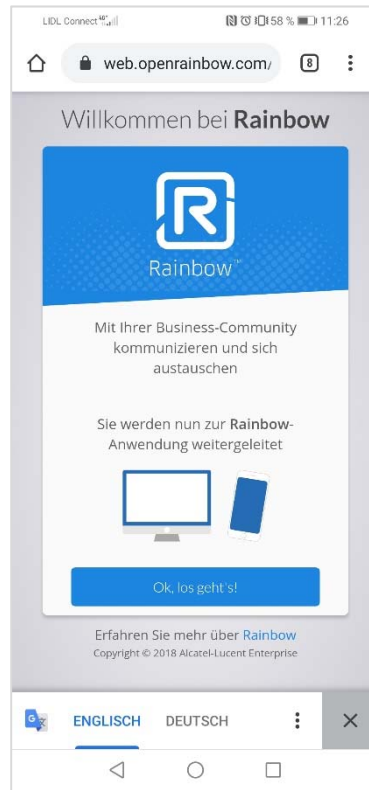 LIDL Connect 58 % 11:26
web.openrainbow.com/ 8
Willkommen bei Rainbow
R
Rainbow™
Mit Ihrer Business-Community
kommunizieren und sich
austauschen
Sie werden nun zur Rainbow-
Anwendung weitergeleitet
Ok, los geht's!
Erfahren Sie mehr über Rainbow
Copyright © 2018 Alcatel-Lucent Enterprise
ENGLISCH DEUTSCH